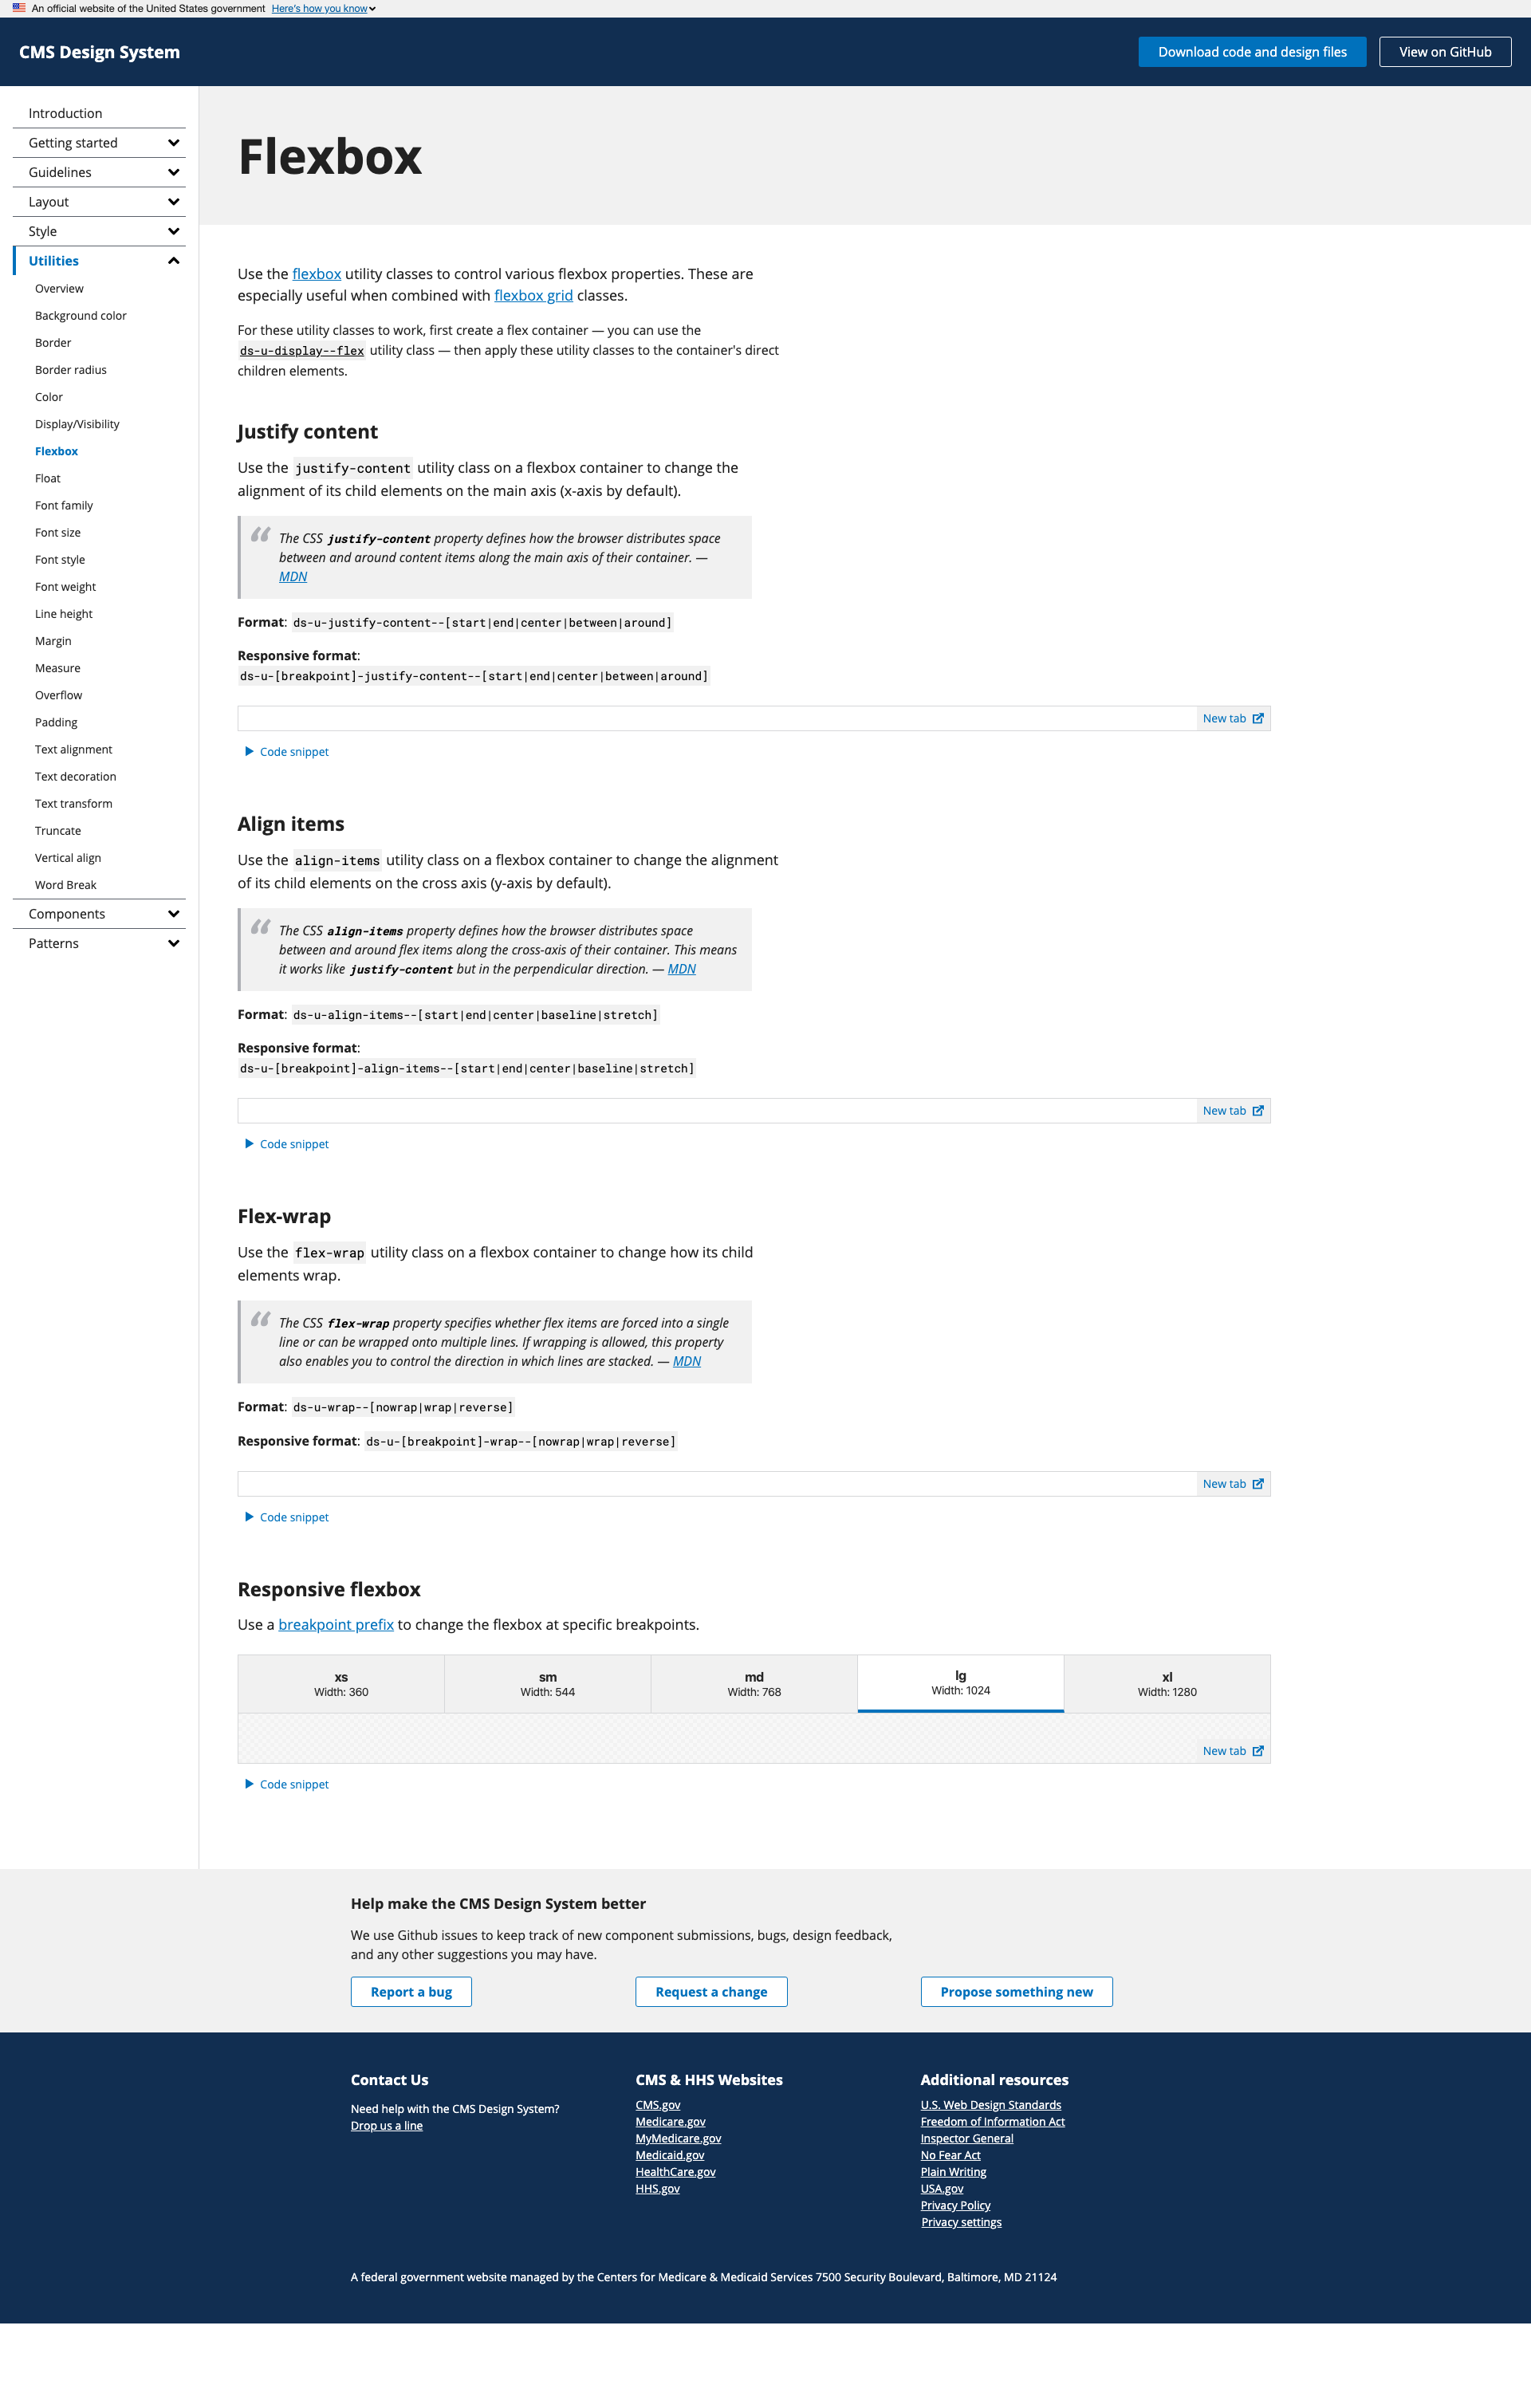 An official website of the United States government Here's how you know
CMS Design System
Download code and design files
View on GitHub
Introduction
Getting started
Guidelines
Layout
Style
Utilities
Overview
Background color
Border
Border radius
Color
Display/Visibility
Flexbox
Float
Font family
Font size
Font style
Font weight
Line height
Margin
Measure
Overflow
Padding
Text alignment
Text decoration
Text transform
Truncate
Vertical align
Word Break
Components
Patterns
Flexbox
Use the flexbox utility classes to control various flexbox properties. These are
especially useful when combined with flexbox grid classes.
For these utility classes to work, first create a flex container — you can use the
ds-u-display--flex utility class — then apply these utility classes to the container's direct
children elements.
Justify content
Use the justify-content utility class on a flexbox container to change the
alignment of its child elements on the main axis (x-axis by default).
“ The CSS justify-content property defines how the browser distributes space
between and around content items along the main axis of their container. —
MDN
Format: ds-u-justify-content--[start|end|center|between|around]
Responsive format:
ds-u-[breakpoint]-justify-content--[start|end|center|between|around]
New tab
Code snippet
Align items
Use the align-items utility class on a flexbox container to change the alignment
of its child elements on the cross axis (y-axis by default).
“ The CSS align-items property defines how the browser distributes space
between and around flex items along the cross-axis of their container. This means
it works like justify-content but in the perpendicular direction. — MDN
Format: ds-u-align-items--[start|end|center|baseline|stretch]
Responsive format:
ds-u-[breakpoint]-align-items--[start|end|center|baseline|stretch]
New tab
Code snippet
Flex-wrap
Use the flex-wrap utility class on a flexbox container to change how its child
elements wrap.
“ The CSS flex-wrap property specifies whether flex items are forced into a single
line or can be wrapped onto multiple lines. If wrapping is allowed, this property
also enables you to control the direction in which lines are stacked. — MDN
Format: ds-u-wrap--[nowrap|wrap|reverse]
Responsive format: ds-u-[breakpoint]-wrap--[nowrap|wrap|reverse]
New tab
Code snippet
Responsive flexbox
Use a breakpoint prefix to change the flexbox at specific breakpoints.
xs
Width: 360
sm
Width: 544
md
Width: 768
lg
Width: 1024
xl
Width: 1280
New tab
Code snippet
Help make the CMS Design System better
We use Github issues to keep track of new component submissions, bugs, design feedback,
and any other suggestions you may have.
Report a bug
Request a change
Propose something new
Contact Us
Need help with the CMS Design System?
Drop us a line
CMS & HHS Websites
CMS.gov
Medicare.gov
MyMedicare.gov
Medicaid.gov
HealthCare.gov
HHS.gov
Additional resources
U.S. Web Design Standards
Freedom of Information Act
Inspector General
No Fear Act
Plain Writing
USA.gov
Privacy Policy
Privacy settings
A federal government website managed by the Centers for Medicare & Medicaid Services 7500 Security Boulevard, Baltimore, MD 21124